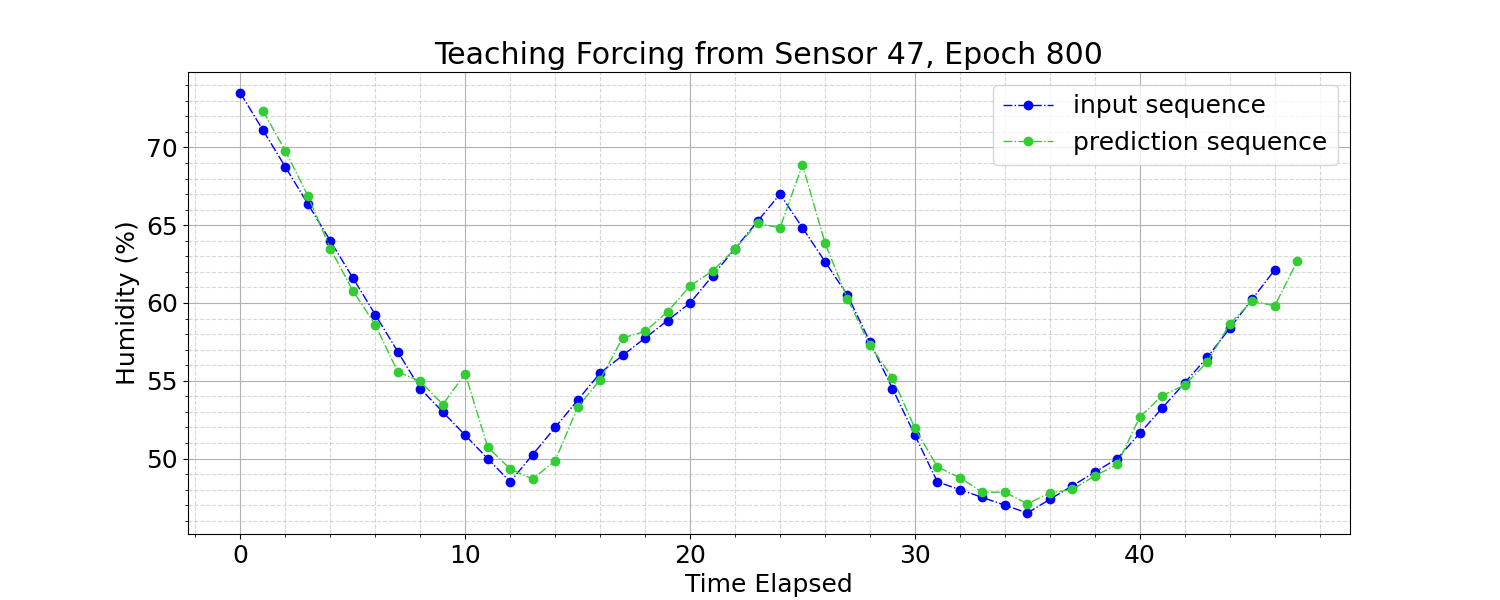 Teaching Forcing from Sensor 47, Epoch 800
input sequence
prediction sequence
Humidity (%)
70
65
60
55
50
0 10 20 30 40
Time Elapsed